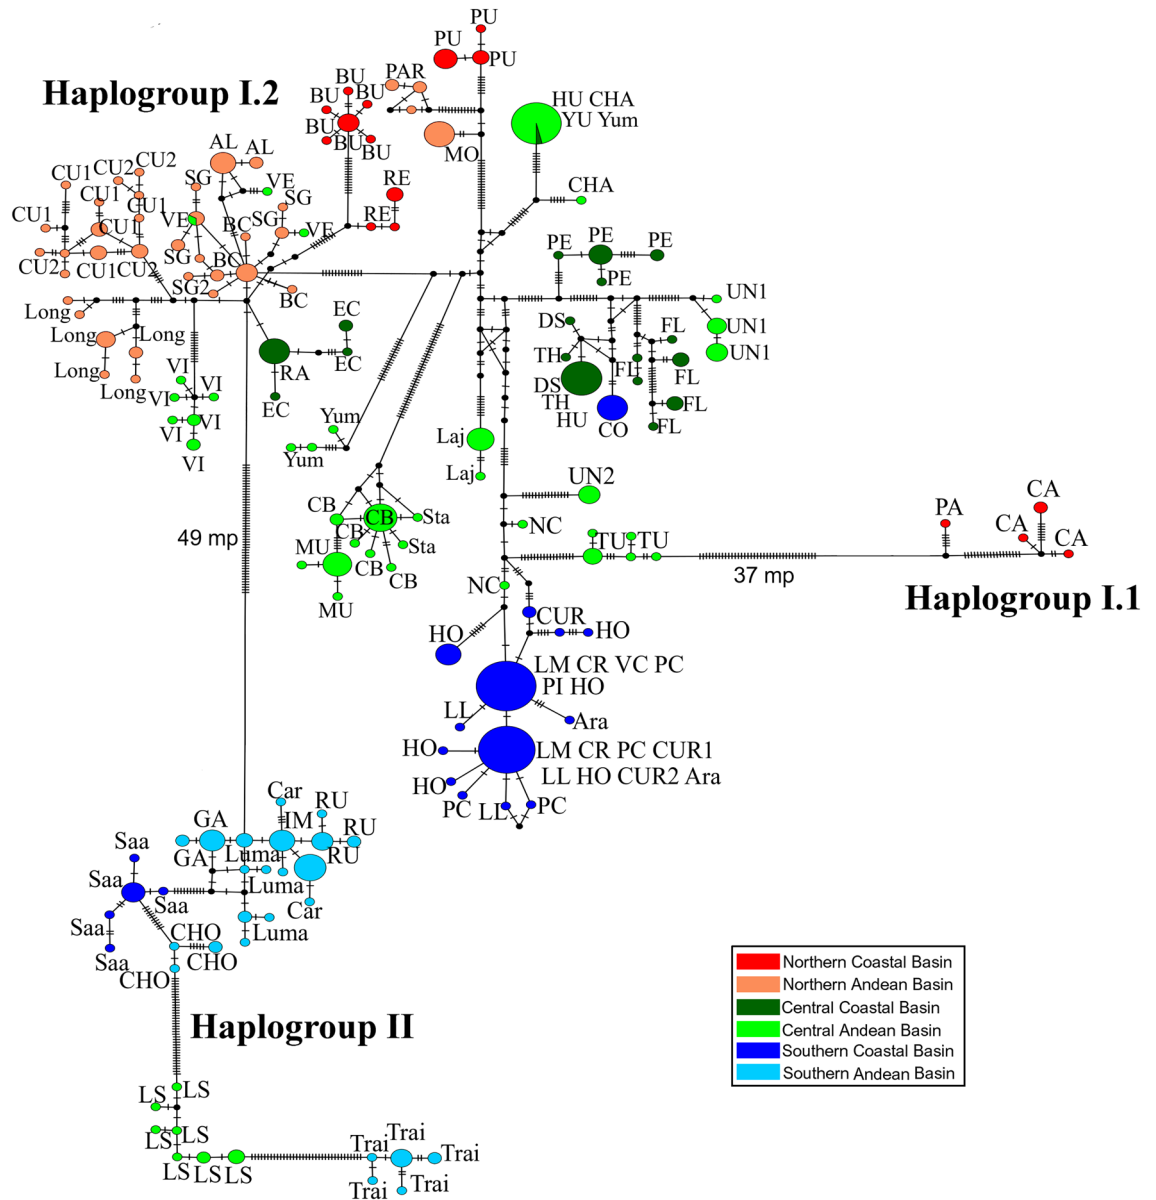 PU
PU
PU
PAR
Haplogroup I.2
BU
BU
BU
BU
BU
BU
HU CHA
YU Yum
MO
AL
AL
CU2
CU1
CU2
SG
VE
RE
CHA
CU1
SG
CU1
CU1
VE
SG
BC
VE
RE
CU1
PE
PE
PE
SG
BC
CU2
CU1
CU2
PE
SG2
BC
UN1
Long
EC
DS
FL
UN1
Long
Long
TH
EC
UN1
RA
FL
FL
Long
Long
VI
VI
DS
TH
VI
EC
HU
FL
Yum
CO
FL
VI
VI
Laj
VI
Yum
Laj
UN2
CB
CB
Sta
PA
CA
NC
CA
49 mp
CB
TU
TU
CA
MU
Sta
CB
CB
37 mp
NC
MU
Haplogroup I.1
CUR
HO
HO
LM CR VC PC
PI HO
LL
Ara
HO
LM CR PC CUR1
LL HO CUR2 Ara
HO
Car
RU
PC
LL
PC
GA
IM
RU
Saa
GA
Luma
RU
Saa
Luma
Saa
Car
Saa
CHO
Luma
Saa
CHO
CHO
Northern Coastal Basin
Northern Andean Basin
Central Coastal Basin
Haplogroup II
Central Andean Basin
Southern Coastal Basin
Southern Andean Basin
LS
LS
LS
LS
Trai
Trai
Trai
LS
LS
LS
Trai
Trai